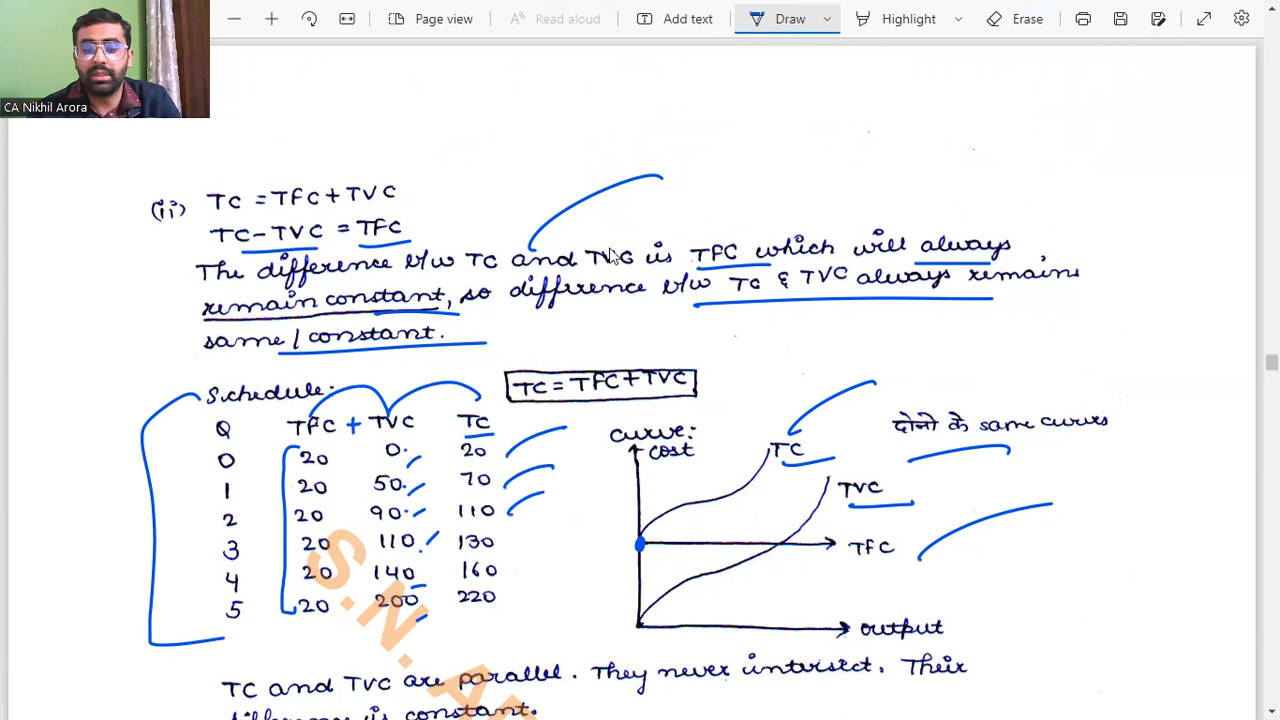 Page view
Read aloud
Add text
Draw
Highlight
Erase
CA Nikhil Arora
(ii) TC = TFC + TVC
TC - TVC = TFC
The difference b/w TC and TVC is TFC which will always
remain constant, so difference b/w TC & TVC always remains
same / constant.
Schedule:
TC = TFC + TVC
Q TFC + TVC TC
0 20 0 20
1 20 50 70
2 20 90 110
3 20 110 130
4 20 140 160
5 20 200 220
curve:
cost
TC
दोनो के same curves
TVC
TFC
output
S.N. A
TC and TVC are parallel. They never intersect. Their
difference is constant.